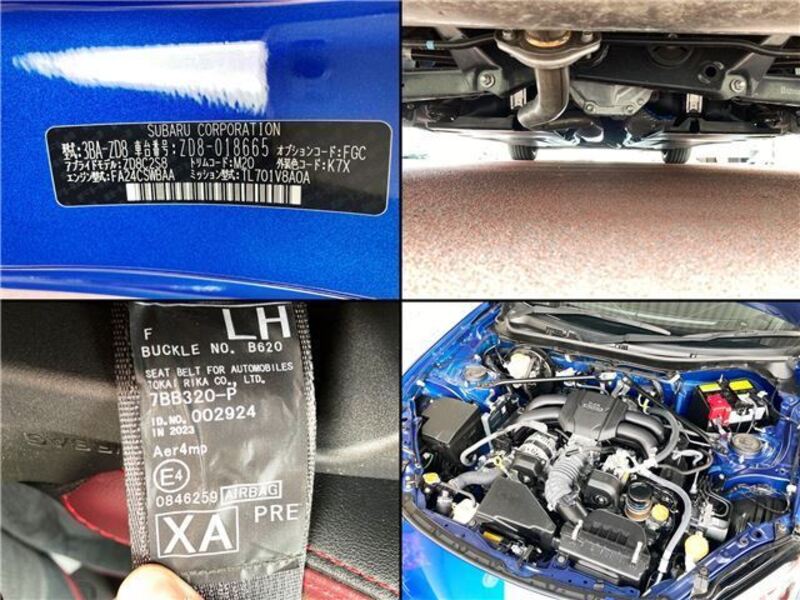 SUBARU CORPORATION
型式:3BA-ZD8 車台番号:ZD8-018665 オプションコード:FGC
アプライドモデル:ZD8C2S8 トリムコード:M20 外装色コード:K7X
エンジン型式:FA24CSWBAA ミッション型式:TL701V8A0A
F LH
BUCKLE NO. B620
SEAT BELT FOR AUTOMOBILES
TOKAI RIKA CO., LTD.
7BB320-P
ID.NO. 002924
IN 2023
Aer4mp
E4
0846259 AIRBAG
XA PRE